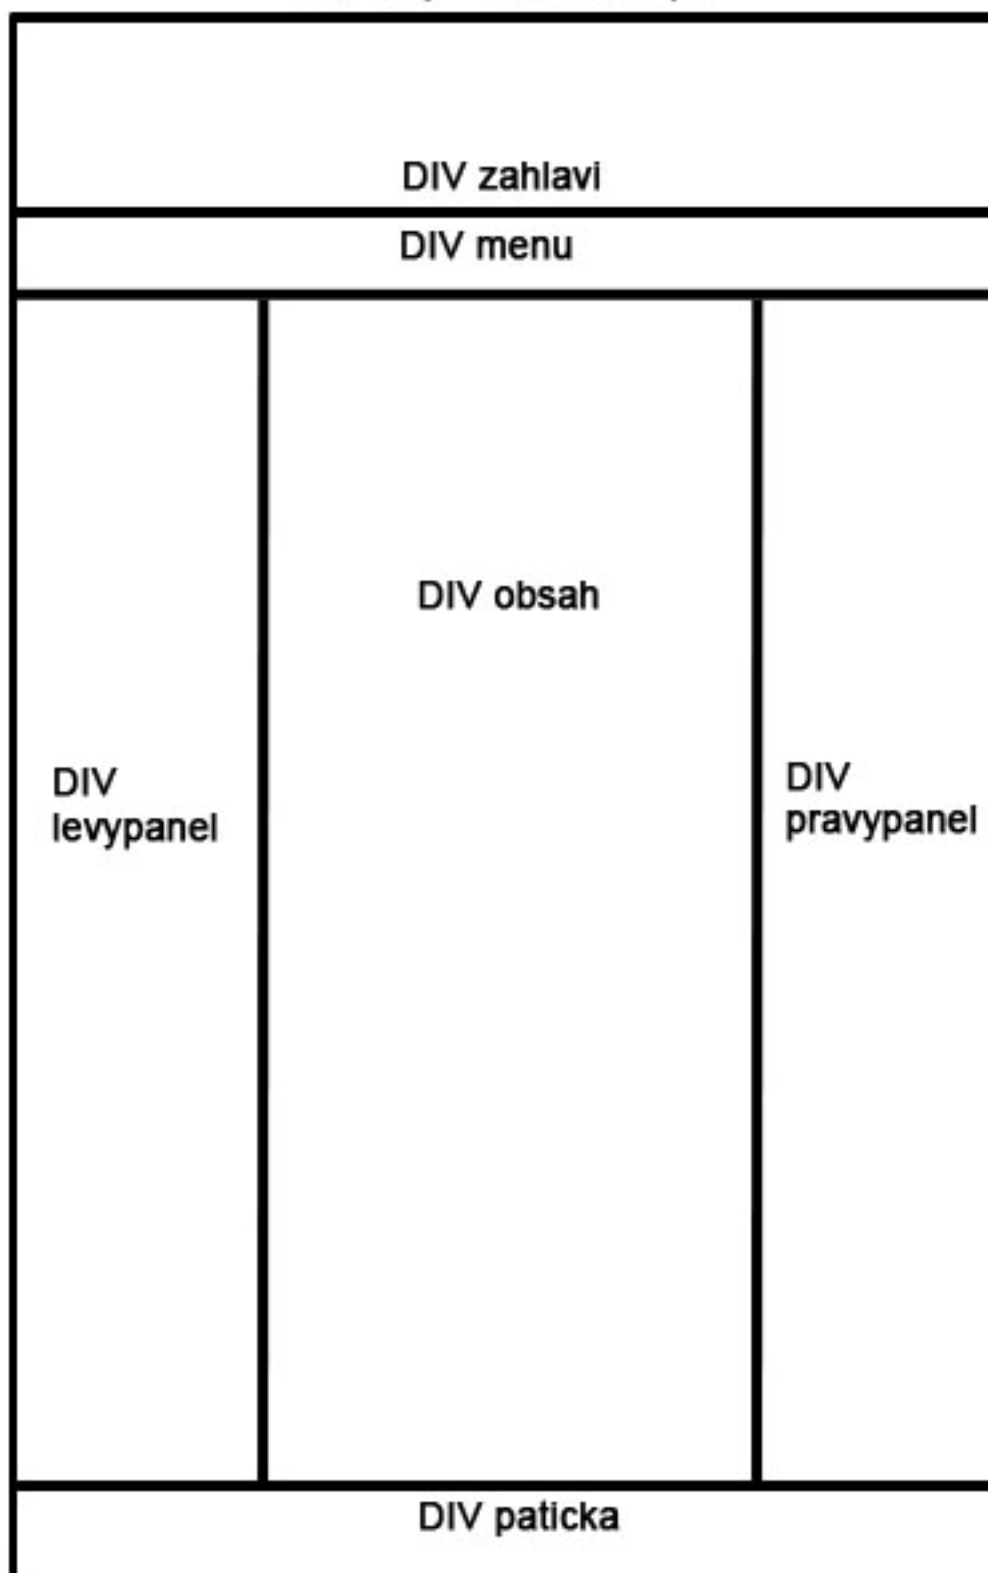 DIV zahlavi
DIV menu
DIV obsah
DIV
levypanel
DIV
pravypanel
DIV paticka